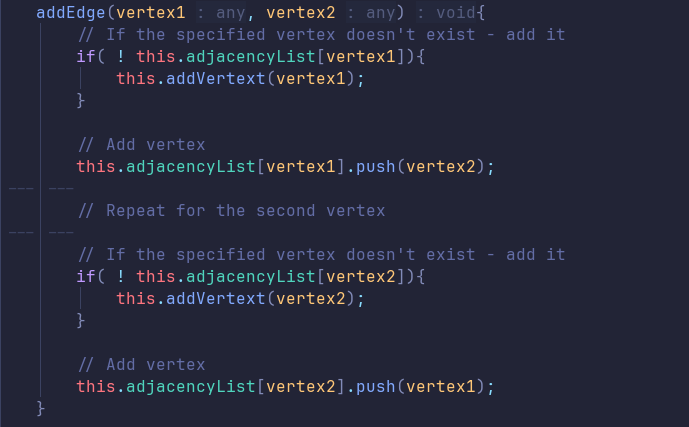 addEdge(vertex1 : any, vertex2 : any) : void{
    // If the specified vertex doesn't exist - add it
    if( ! this.adjacencyList[vertex1]){
        this.addVertext(vertex1);
    }
    // Add vertex
    this.adjacencyList[vertex1].push(vertex2);
    // Repeat for the second vertex
    // If the specified vertex doesn't exist - add it
    if( ! this.adjacencyList[vertex2]){
        this.addVertext(vertex2);
    }
    // Add vertex
    this.adjacencyList[vertex2].push(vertex1);
}